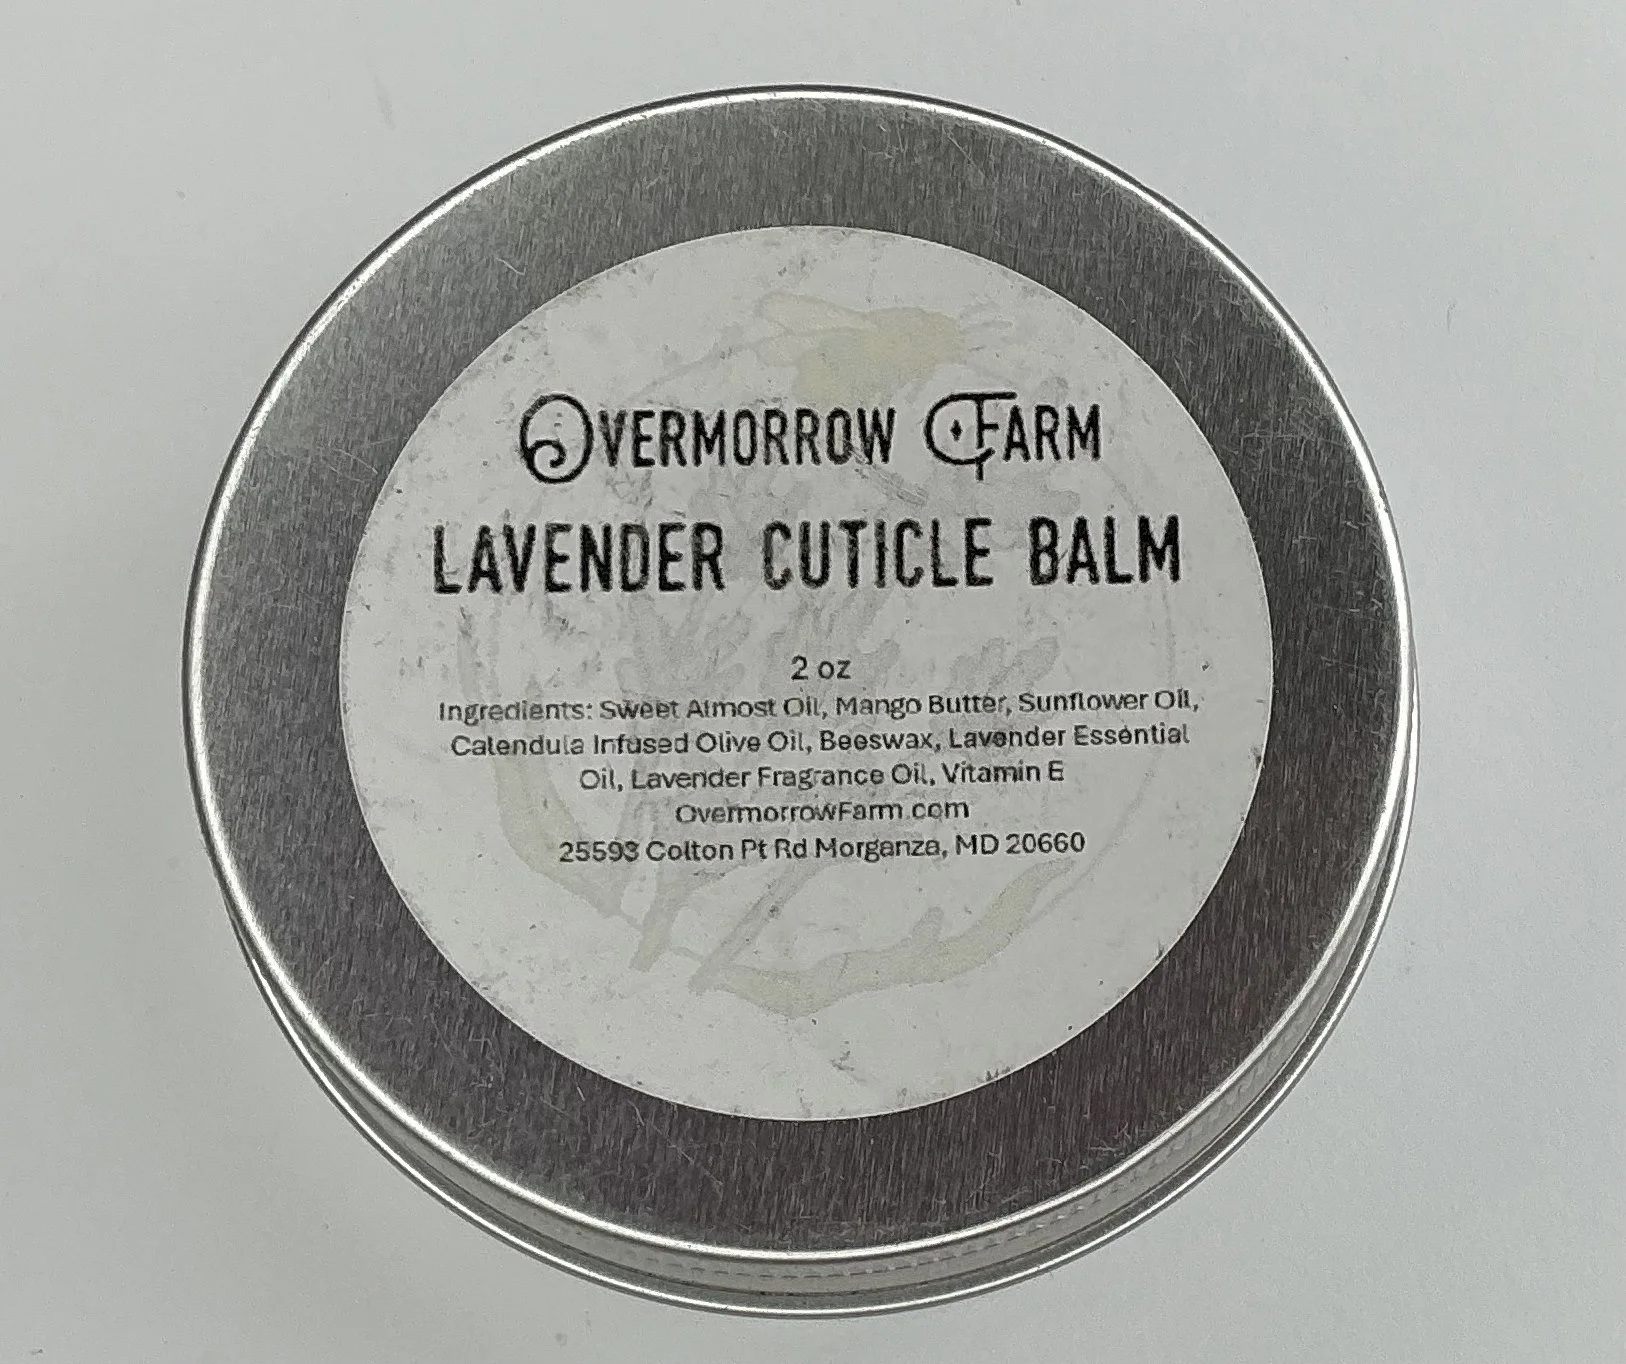 Overmorrow Farm
LAVENDER CUTICLE BALM
2 oz
Ingredients: Sweet Almost Oil, Mango Butter, Sunflower Oil,
Calendula Infused Olive Oil, Beeswax, Lavender Essential
Oil, Lavender Fragrance Oil, Vitamin E
OvermorrowFarm.com
25593 Colton Pt Rd Morganza, MD 20660